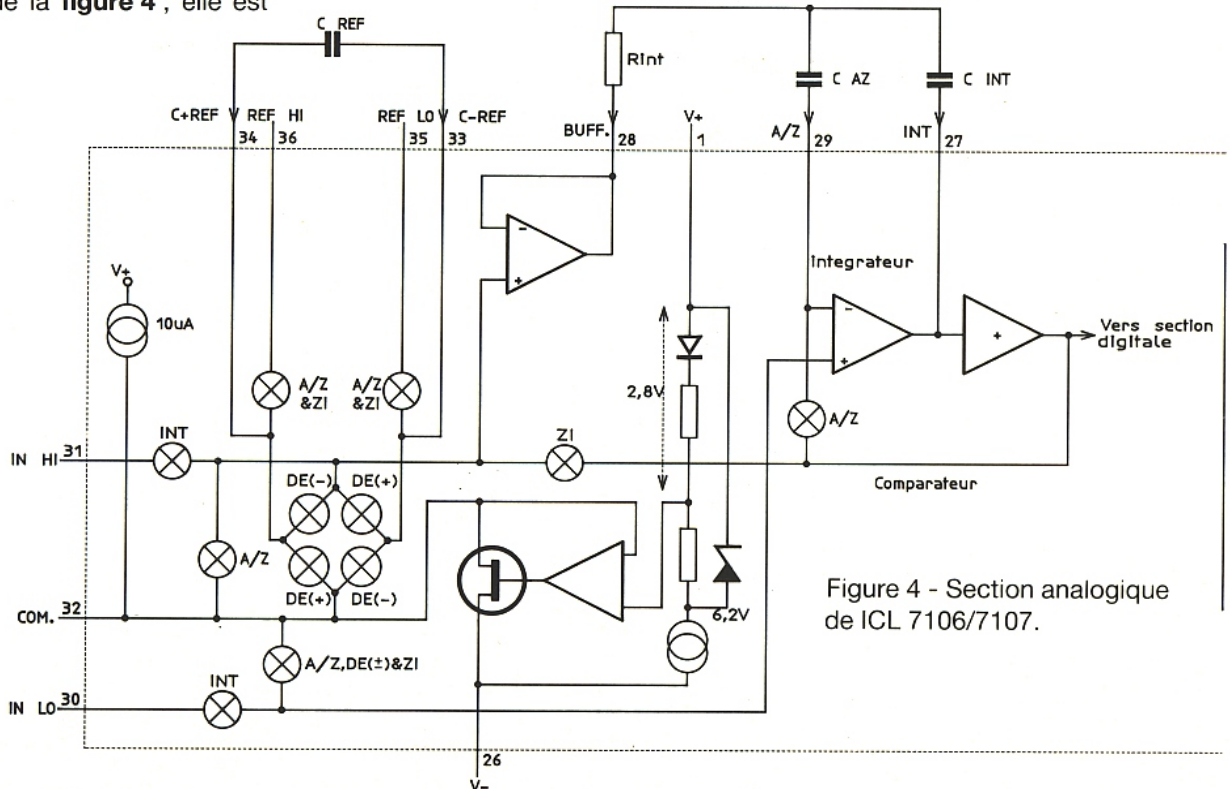 de la figure 4, elle est
C REF
Rint
C AZ
C INT
C+REF
REF HI
REF LO
C-REF
BUFF.
V+
A/Z
INT
34
36
35
33
28
1
29
27
V+
10uA
A/Z
&ZI
A/Z
&ZI
2,8V
Integrateur
Vers section
digitale
A/Z
IN HI 31
INT
ZI
Comparateur
DE(-)
DE(+)
A/Z
DE(+)
DE(-)
6,2V
COM. 32
A/Z,DE(±)&ZI
IN LO 30
INT
26
V-
Figure 4 - Section analogique
de ICL 7106/7107.